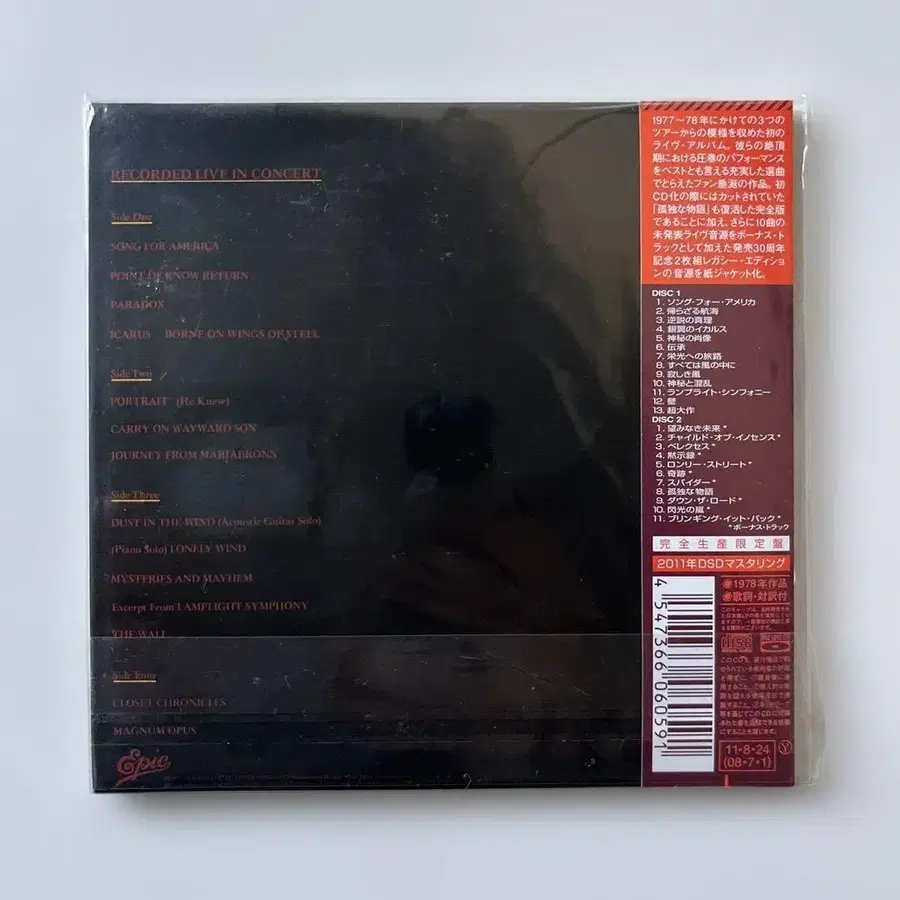 RECORDED LIVE IN CONCERT
Side One
SONG FOR AMERICA
POINT OF KNOW RETURN
PARADOX
ICARUS BORNE ON WINGS OF STEEL
Side Two
PORTRAIT (He Knew)
CARRY ON WAYWARD SON
JOURNEY FROM MARIABRONN
Side Three
DUST IN THE WIND (Acoustic Guitar Solo)
(Piano Solo) LONELY WIND
MYSTERIES AND MAYHEM
Excerpt From LAMPLIGHT SYMPHONY
THE WALL
Side Four
CLOSET CHRONICLES
MAGNUM OPUS
Epic
1977〜78年にかけての3つの
ツアーからの模様を収めた初の
ライヴ・アルバム。彼らの絶頂
期における圧巻のパフォーマンス
をベストとも言える充実した選曲
でとらえたファン垂涎の作品。初
CD化の際にはカットされていた
「孤独な物語」も復活した完全版
であることに加え、さらに10曲の
未発表ライヴ音源をボーナス・ト
ラックとして加えた発売30周年
記念2枚組レガシー・エディショ
ンの音源を紙ジャケット化。
DISC 1
1. ソング・フォー・アメリカ
2. 帰らざる航海
3. 逆説の真理
4. 銀翼のイカルス
5. 神秘の肖像
6. 伝承
7. 栄光への旅路
8. すべては風の中に
9. 寂しき風
10. 神秘と混乱
11. ランプライト・シンフォニー
12. 壁
13. 超大作
DISC 2
1. 望みなき未来*
2. チャイルド・オブ・イノセンス*
3. ベレクセス*
4. 黙示録*
5. ロンリー・ストリート*
6. 奇跡*
7. スパイダー*
8. 孤独な物語
9. ダウン・ザ・ロード*
10. 閃光の嵐*
11. ブリンギング・イット・バック*
*ボーナス・トラック
完全生産限定盤
2011年DSDマスタリング
●1978年作品
●歌詞・対訳付
disc
4 547366 060591
11・8・24
(08・7・1)
Y